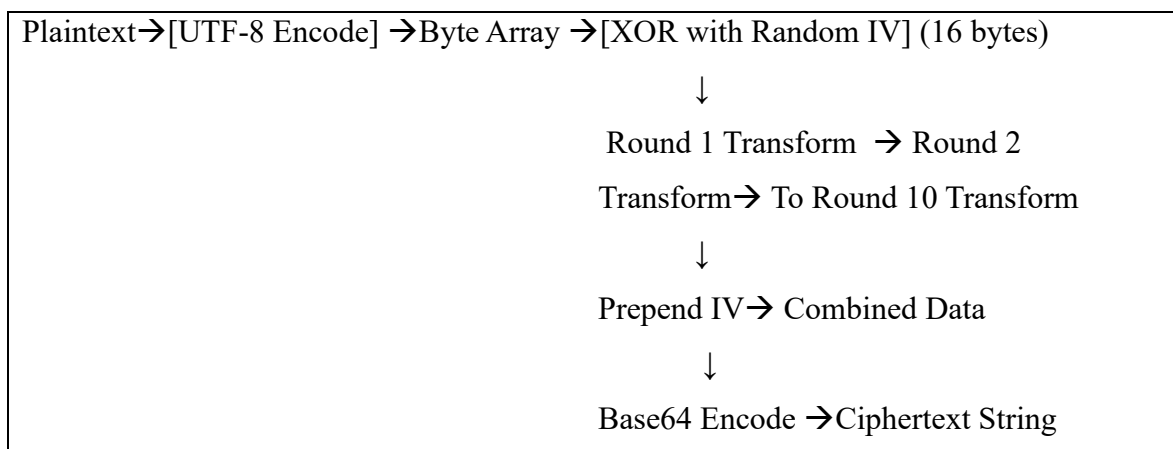 Plaintext→[UTF-8 Encode] →Byte Array →[XOR with Random IV] (16 bytes)
↓
Round 1 Transform → Round 2
Transform→ To Round 10 Transform
↓
Prepend IV→ Combined Data
↓
Base64 Encode →Ciphertext String